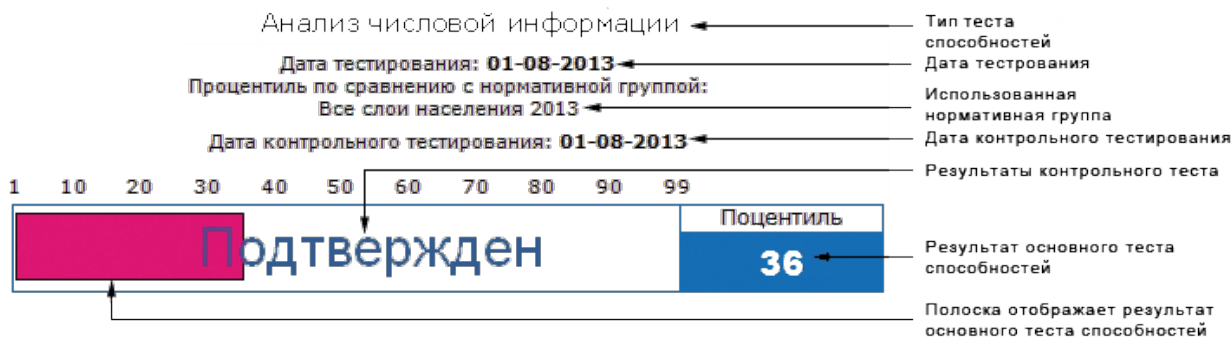 Анализ числовой информации
Дата тестирования: 01-08-2013
Процентиль по сравнению с нормативной группой:
Все слои населения 2013
Дата контрольного тестирования: 01-08-2013
1 10 20 30 40 50 60 70 80 90 99
Подтвержден
Поцентиль
36
Тип теста
способностей
Дата тестрования
Использованная
нормативная группа
Дата контрольного тестирования
Результаты контрольного теста
Результат основного теста
способностей
Полоска отображает результат
основного теста способностей